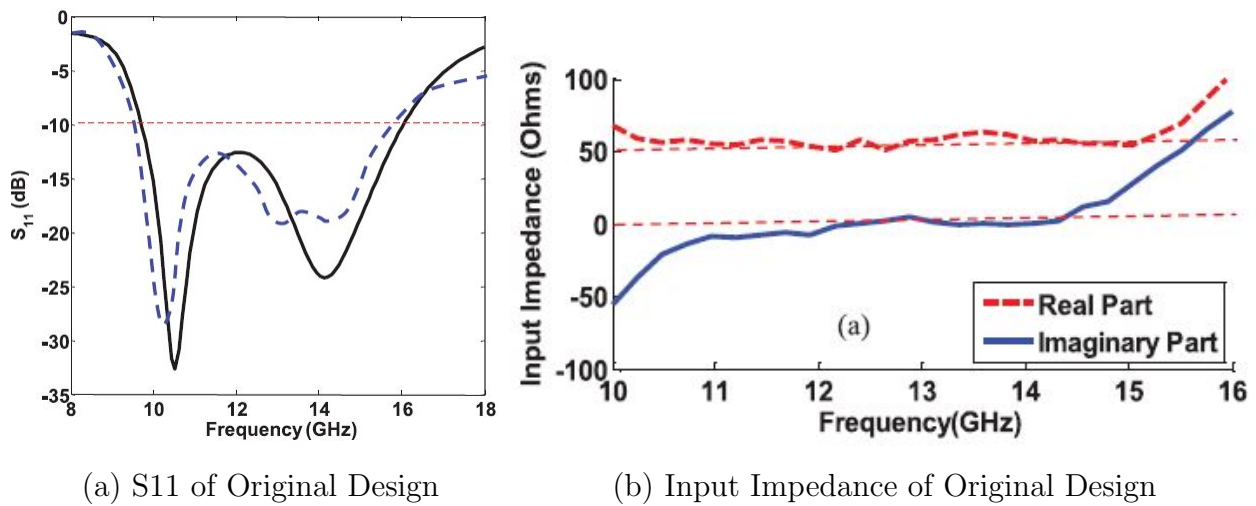 0
-5
-10
-15
-20
-25
-30
-35
S11 (dB)
8 10 12 14 16 18
Frequency (GHz)
(a) S11 of Original Design
100
50
0
-50
-100
Input Impedance (Ohms)
(a)
Real Part
Imaginary Part
10 11 12 13 14 15 16
Frequency(GHz)
(b) Input Impedance of Original Design